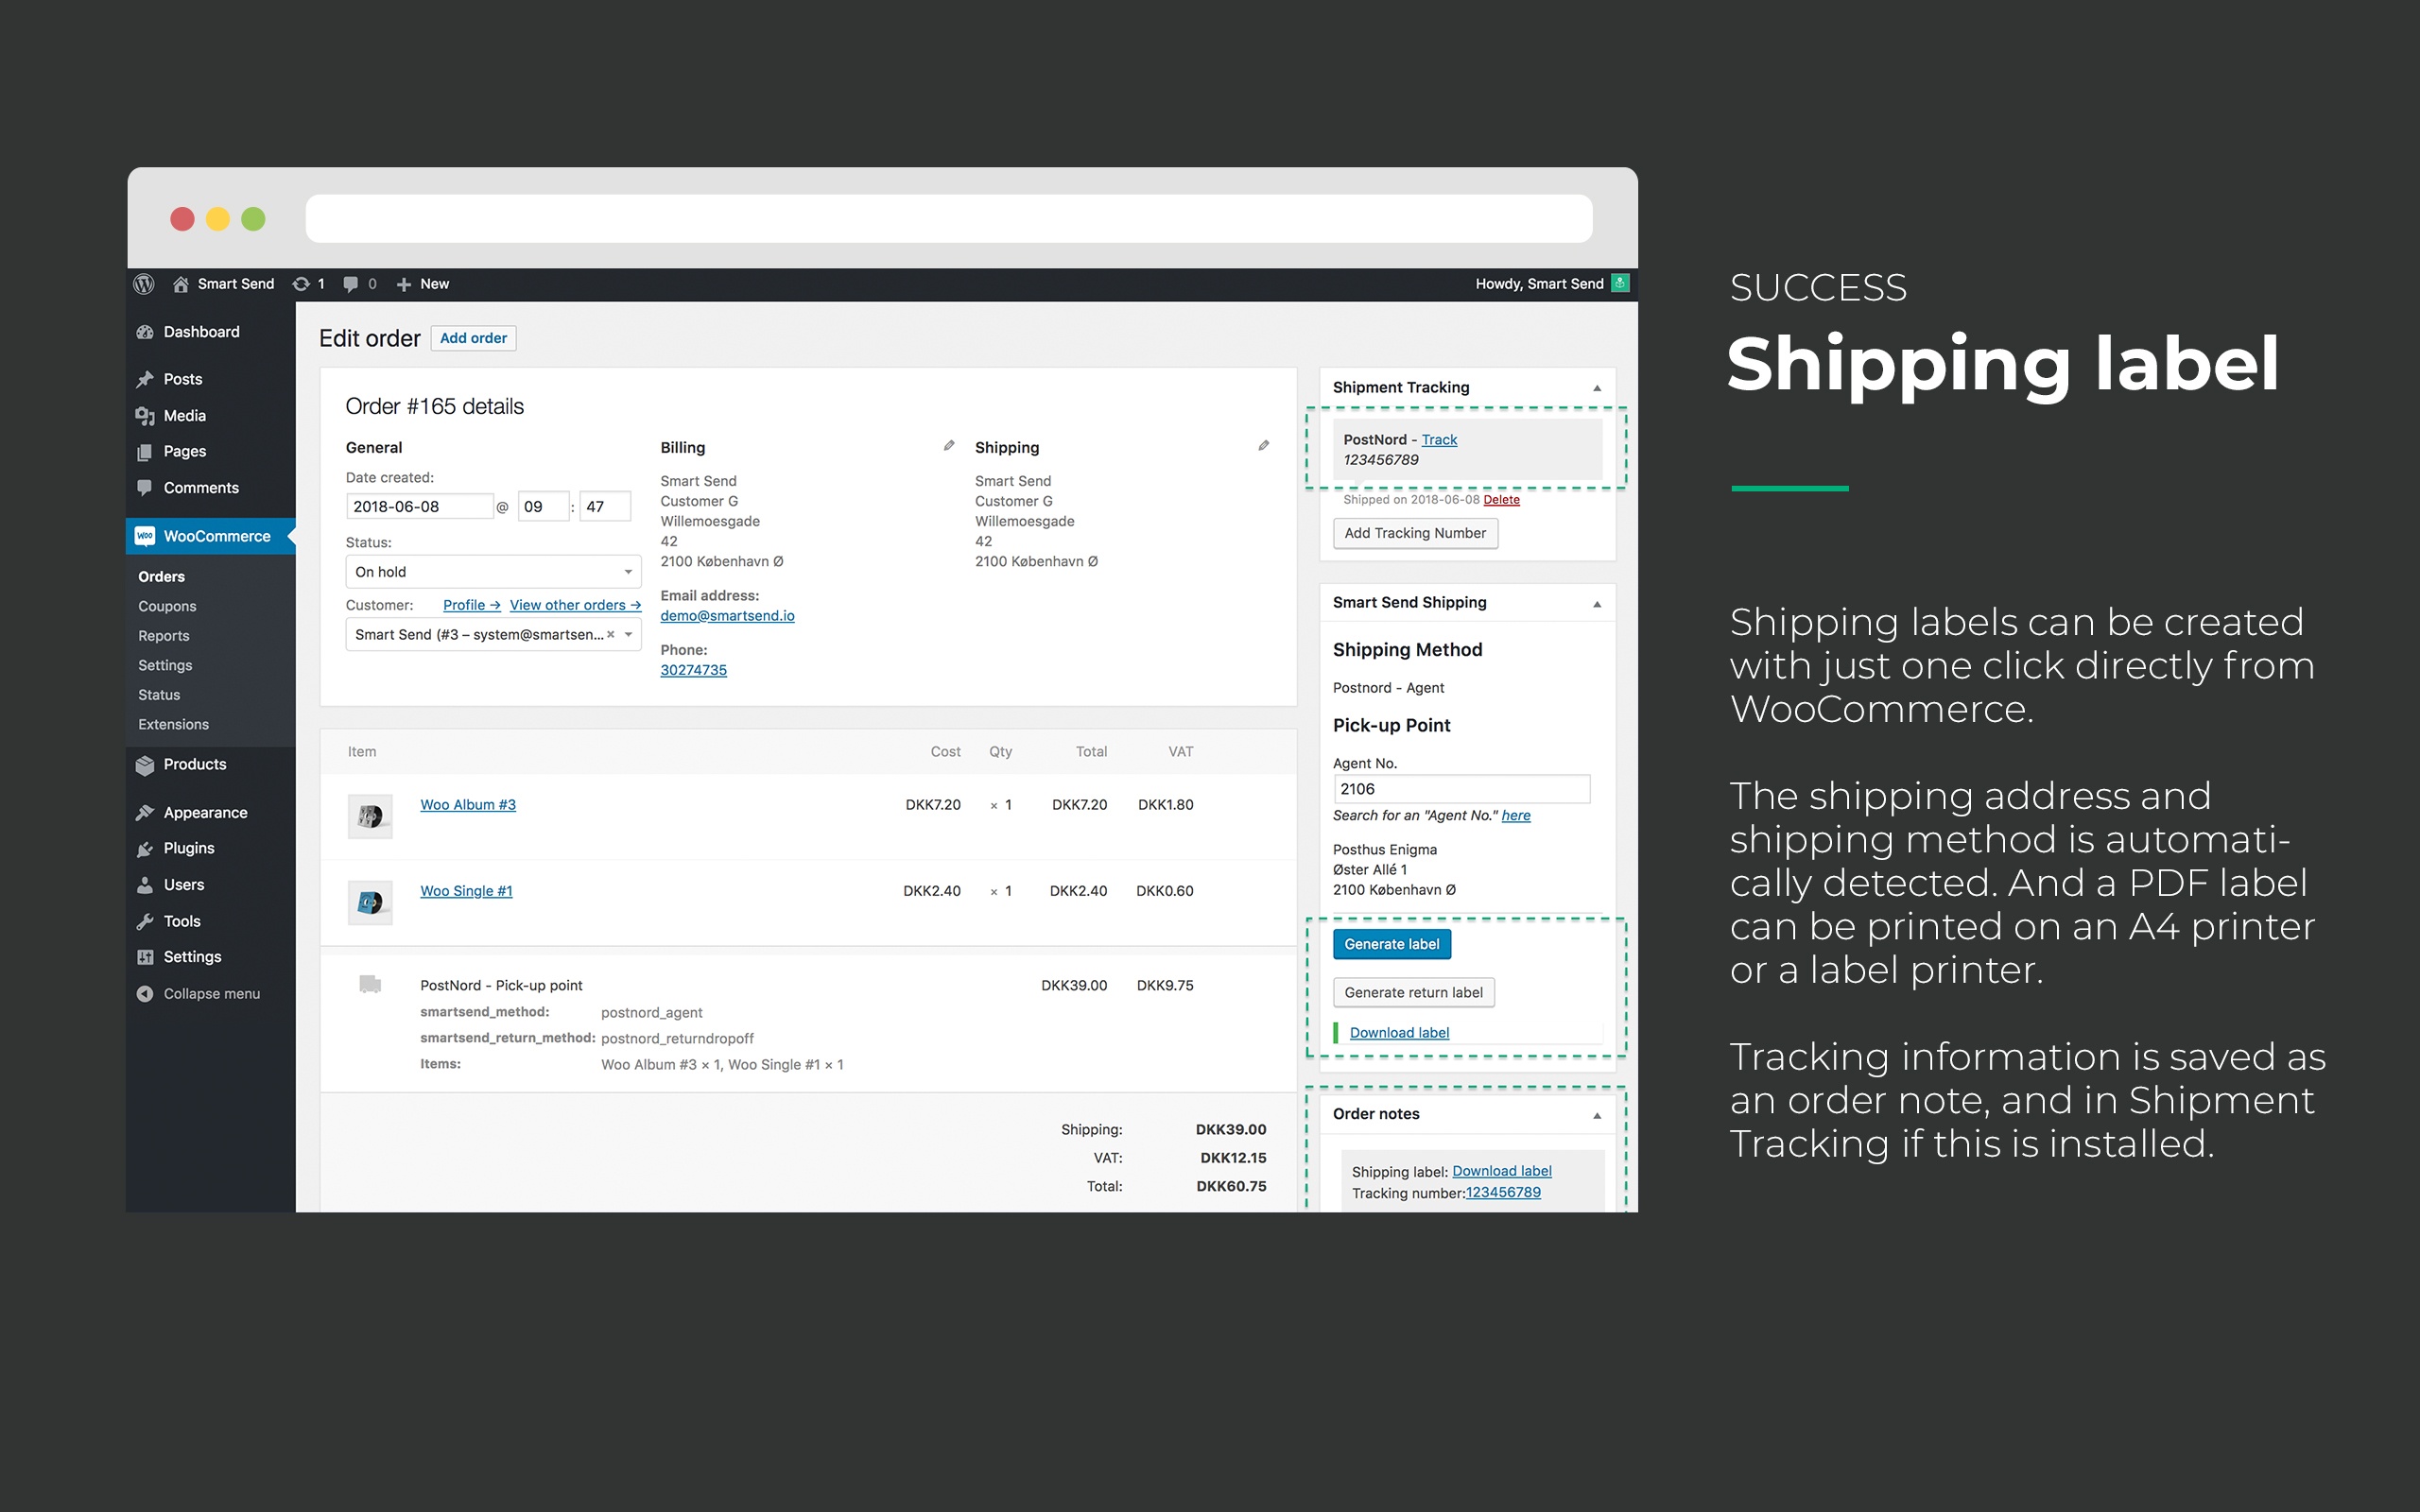 Smart Send 1 0 New Howdy, Smart Send
Dashboard
Posts
Media
Pages
Comments
WooCommerce
Orders
Coupons
Reports
Settings
Status
Extensions
Products
Appearance
Plugins
Users
Tools
Settings
Collapse menu
Edit order Add order
Order #165 details
General
Date created:
2018-06-08 @ 09 : 47
Status:
On hold
Customer: Profile → View other orders →
Smart Send (#3 – system@smartsen... × 
Billing
Smart Send
Customer G
Willemoesgade
42
2100 København Ø
Email address:
demo@smartsend.io
Phone:
30274735
Shipping
Smart Send
Customer G
Willemoesgade
42
2100 København Ø
Item Cost Qty Total VAT
Woo Album #3 DKK7.20 × 1 DKK7.20 DKK1.80
Woo Single #1 DKK2.40 × 1 DKK2.40 DKK0.60
PostNord - Pick-up point DKK39.00 DKK9.75
smartsend_method: postnord_agent
smartsend_return_method: postnord_returndropoff
Items: Woo Album #3 × 1, Woo Single #1 × 1
Shipping: DKK39.00
VAT: DKK12.15
Total: DKK60.75
Shipment Tracking
PostNord - Track
123456789
Shipped on 2018-06-08 Delete
Add Tracking Number
Smart Send Shipping
Shipping Method
Postnord - Agent
Pick-up Point
Agent No.
2106
Search for an "Agent No." here
Posthus Enigma
Øster Allé 1
2100 København Ø
Generate label
Generate return label
Download label
Order notes
Shipping label: Download label
Tracking number:123456789
SUCCESS
Shipping label
Shipping labels can be created
with just one click directly from
WooCommerce.
The shipping address and
shipping method is automati-
cally detected. And a PDF label
can be printed on an A4 printer
or a label printer.
Tracking information is saved as
an order note, and in Shipment
Tracking if this is installed.